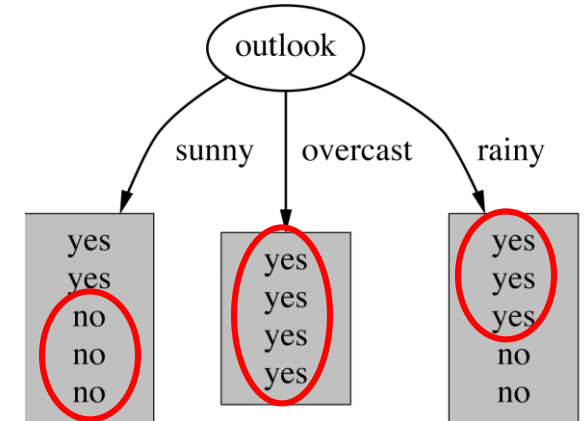 outlook
sunny
overcast
rainy
yes
yes
no
no
no
yes
yes
yes
yes
yes
yes
yes
no
no